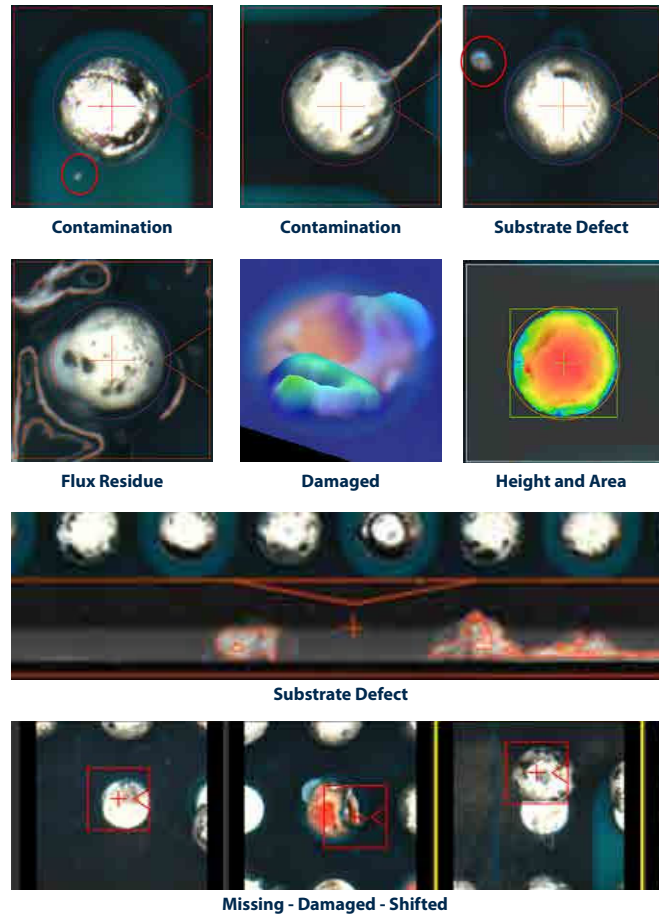 Contamination
Contamination
Substrate Defect
Flux Residue
Damaged
Height and Area
Substrate Defect
Missing - Damaged - Shifted